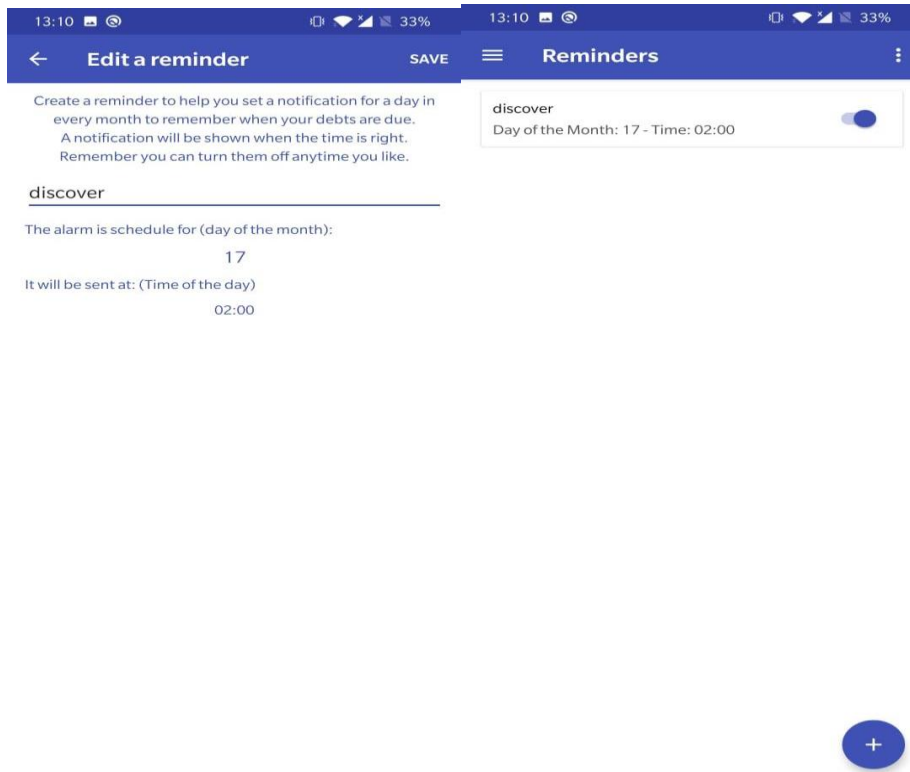 13:10 33%
Edit a reminder SAVE
Create a reminder to help you set a notification for a day in
every month to remember when your debts are due.
A notification will be shown when the time is right.
Remember you can turn them off anytime you like.
discover
The alarm is schedule for (day of the month):
17
It will be sent at: (Time of the day)
02:00
13:10 33%
Reminders
discover
Day of the Month: 17 - Time: 02:00
+